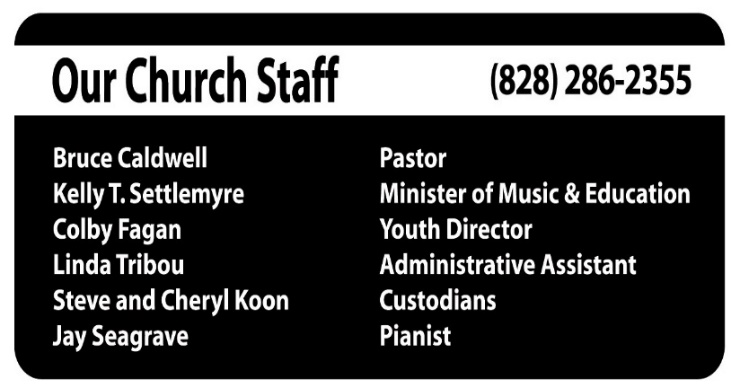 Our Church Staff (828) 286-2355
Bruce Caldwell Pastor
Kelly T. Settlemyre Minister of Music & Education
Colby Fagan Youth Director
Linda Tribou Administrative Assistant
Steve and Cheryl Koon Custodians
Jay Seagrave Pianist